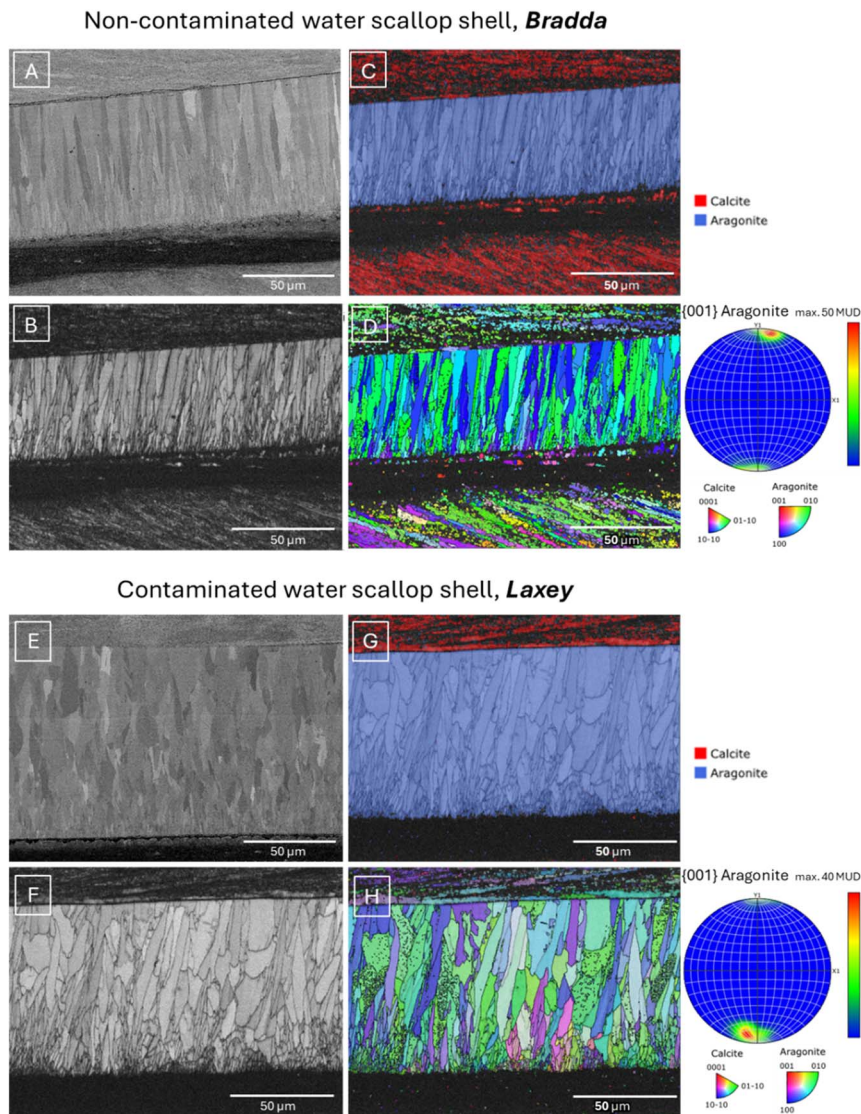 Non-contaminated water scallop shell, Bradda
A
50 µm
C
50 µm
Calcite
Aragonite
B
50 µm
D
50 µm
{001} Aragonite max. 50 MUD
Y1
X1
Calcite
0001
01-10
10-10
Aragonite
001 010
100
Contaminated water scallop shell, Laxey
E
50 µm
G
50 µm
Calcite
Aragonite
F
50 µm
H
50 µm
{001} Aragonite max. 40 MUD
Y1
X1
Calcite
0001
01-10
10-10
Aragonite
001 010
100